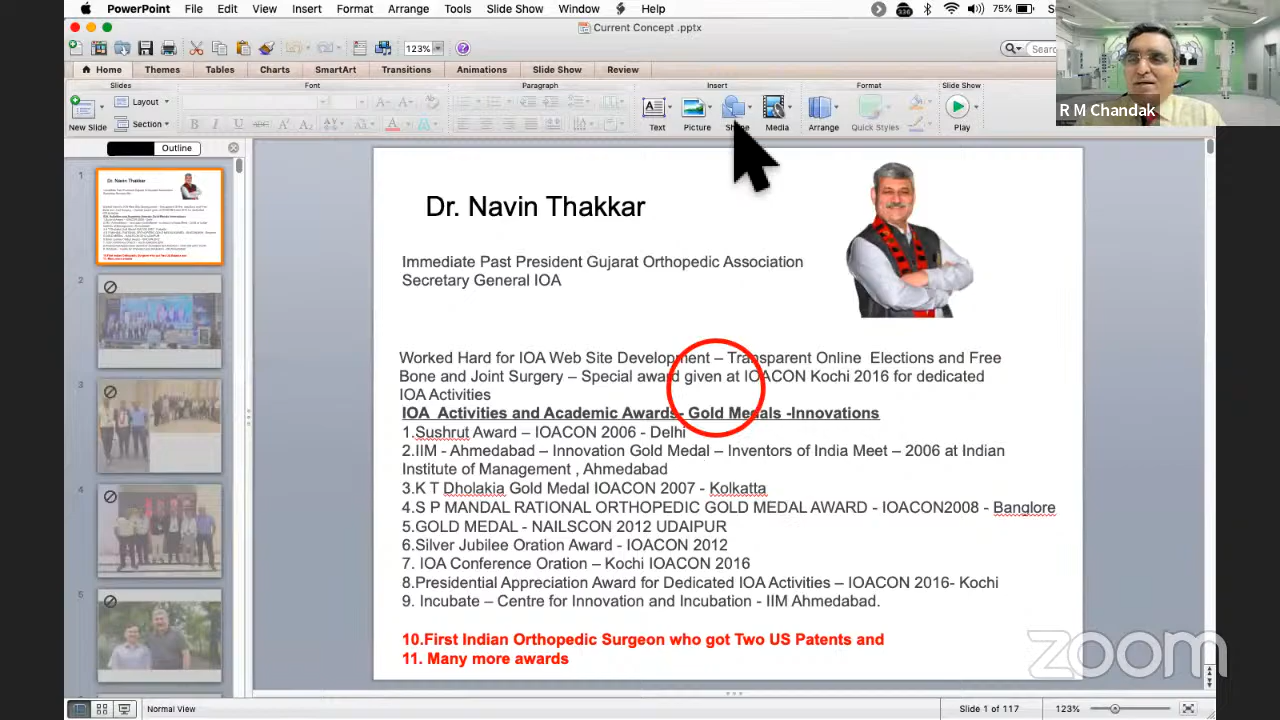 PowerPoint File Edit View Insert Format Arrange Tools Slide Show Window Help 75%
Current Concept .pptx
123%
Home Themes Tables Charts SmartArt Transitions Animations Slide Show Review
Slides Font Paragraph Insert Format Slide Show
New Slide Layout Section Text Picture Media Arrange Quick Styles Play
R M Chandak
Outline
1
2
3
4
5
Dr. Navin Thakkar
Immediate Past President Gujarat Orthopedic Association
Secretary General IOA
Worked Hard for IOA Web Site Development – Transparent Online Elections and Free
Bone and Joint Surgery – Special award given at IOACON Kochi 2016 for dedicated
IOA Activities
IOA Activities and Academic Awards- Gold Medals -Innovations
1.Sushrut Award – IOACON 2006 - Delhi
2.IIM - Ahmedabad – Innovation Gold Medal – Inventors of India Meet – 2006 at Indian
Institute of Management , Ahmedabad
3.K T Dholakia Gold Medal IOACON 2007 - Kolkatta
4.S P MANDAL RATIONAL ORTHOPEDIC GOLD MEDAL AWARD - IOACON2008 - Banglore
5.GOLD MEDAL - NAILSCON 2012 UDAIPUR
6.Silver Jubilee Oration Award - IOACON 2012
7. IOA Conference Oration – Kochi IOACON 2016
8.Presidential Appreciation Award for Dedicated IOA Activities – IOACON 2016- Kochi
9. Incubate – Centre for Innovation and Incubation - IIM Ahmedabad.
10.First Indian Orthopedic Surgeon who got Two US Patents and
11. Many more awards
zoom
Normal View Slide 1 of 117 123%